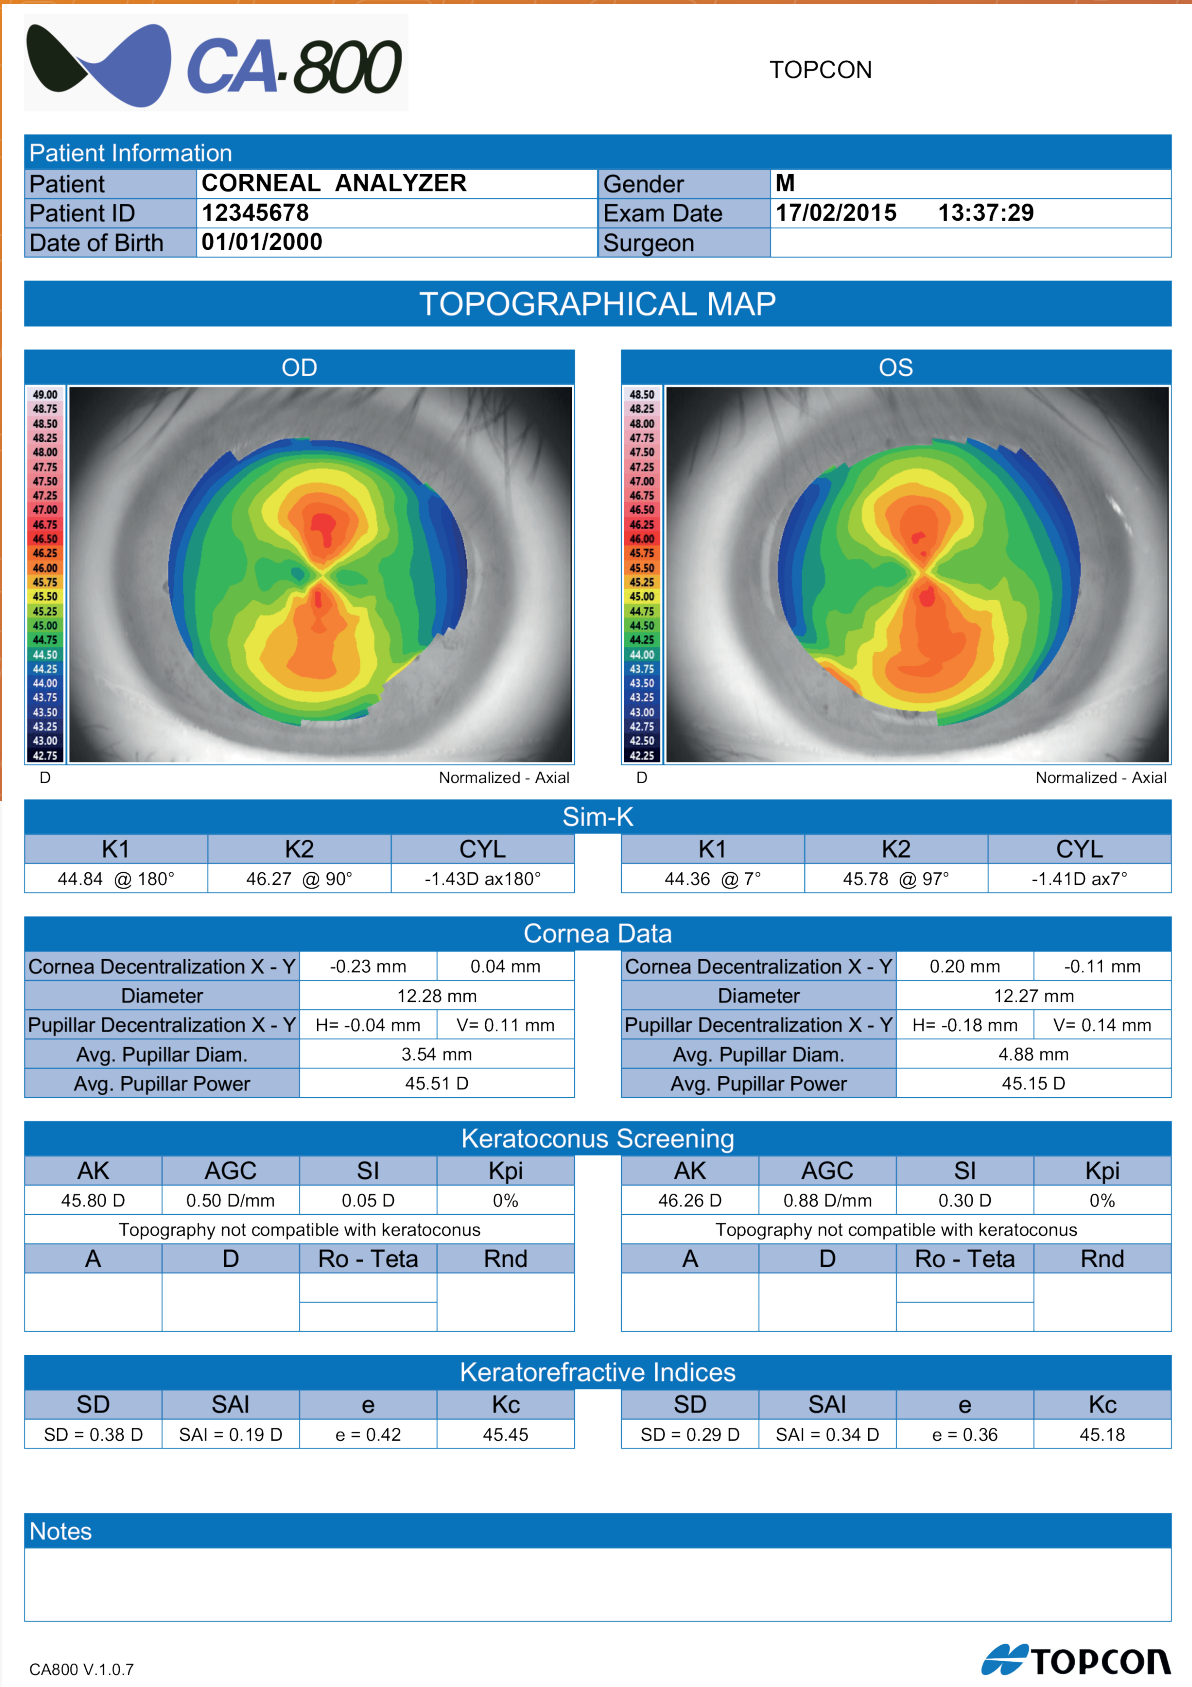 CA-800
TOPCON
Patient Information
Patient CORNEAL ANALYZER Gender M
Patient ID 12345678 Exam Date 17/02/2015 13:37:29
Date of Birth 01/01/2000 Surgeon
TOPOGRAPHICAL MAP
OD
49.00
48.75
48.50
48.25
48.00
47.75
47.50
47.25
47.00
46.75
46.50
46.25
46.00
45.75
45.50
45.25
45.00
44.75
44.50
44.25
44.00
43.75
43.50
43.25
43.00
42.75
D Normalized - Axial
OS
48.50
48.25
48.00
47.75
47.50
47.25
47.00
46.75
46.50
46.25
46.00
45.75
45.50
45.25
45.00
44.75
44.50
44.25
44.00
43.75
43.50
43.25
43.00
42.75
42.50
42.25
D Normalized - Axial
Sim-K
K1 K2 CYL K1 K2 CYL
44.84 @ 180° 46.27 @ 90° -1.43D ax180° 44.36 @ 7° 45.78 @ 97° -1.41D ax7°
Cornea Data
Cornea Decentralization X - Y -0.23 mm 0.04 mm Cornea Decentralization X - Y 0.20 mm -0.11 mm
Diameter 12.28 mm Diameter 12.27 mm
Pupillar Decentralization X - Y H= -0.04 mm V= 0.11 mm Pupillar Decentralization X - Y H= -0.18 mm V= 0.14 mm
Avg. Pupillar Diam. 3.54 mm Avg. Pupillar Diam. 4.88 mm
Avg. Pupillar Power 45.51 D Avg. Pupillar Power 45.15 D
Keratoconus Screening
AK AGC SI Kpi AK AGC SI Kpi
45.80 D 0.50 D/mm 0.05 D 0% 46.26 D 0.88 D/mm 0.30 D 0%
Topography not compatible with keratoconus Topography not compatible with keratoconus
A D Ro - Teta Rnd A D Ro - Teta Rnd
Keratorefractive Indices
SD SAI e Kc SD SAI e Kc
SD = 0.38 D SAI = 0.19 D e = 0.42 45.45 SD = 0.29 D SAI = 0.34 D e = 0.36 45.18
Notes
CA800 V.1.0.7
TOPCON